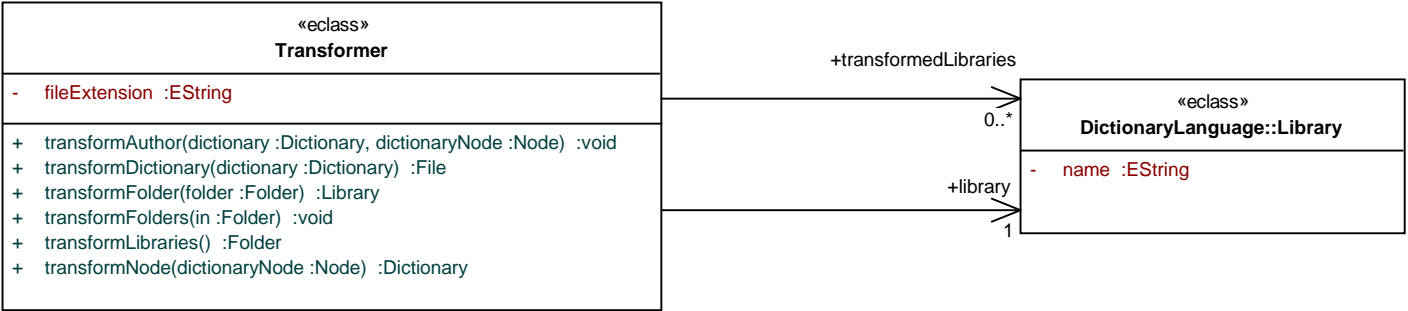 «eclass»
Transformer
- fileExtension :EString
+ transformAuthor(dictionary :Dictionary, dictionaryNode :Node) :void
+ transformDictionary(dictionary :Dictionary) :File
+ transformFolder(folder :Folder) :Library
+ transformFolders(in :Folder) :void
+ transformLibraries() :Folder
+ transformNode(dictionaryNode :Node) :Dictionary
+transformedLibraries
0..*
+library
1
«eclass»
DictionaryLanguage::Library
- name :EString